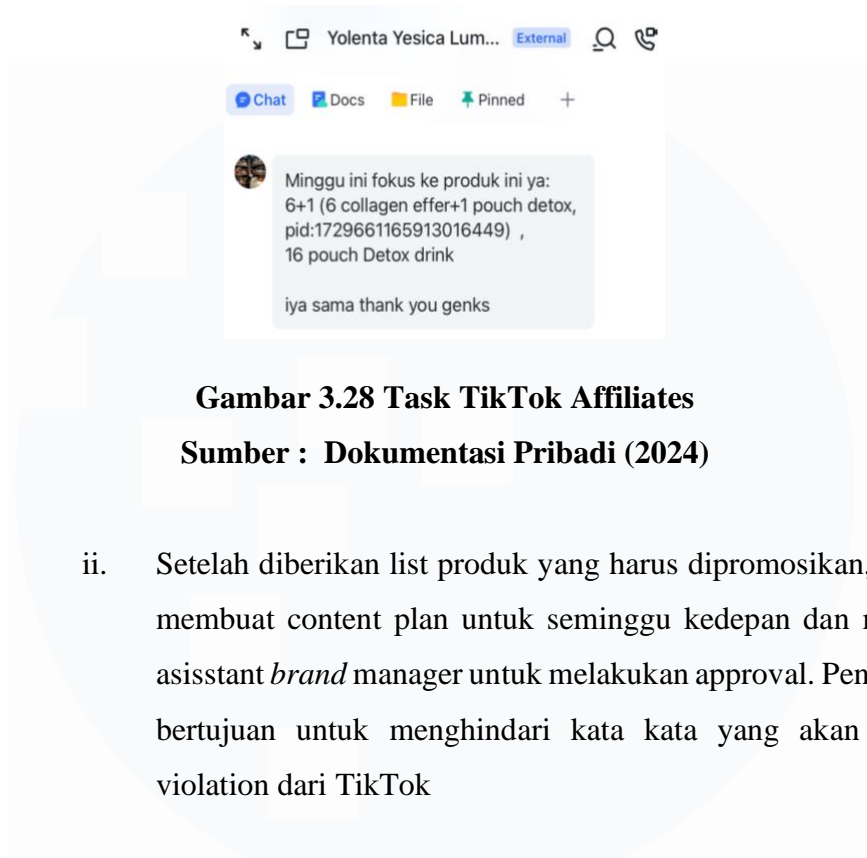 Yolenta Yesica Lum... External
Chat Docs File Pinned +
Minggu ini fokus ke produk ini ya:
6+1 (6 collagen effer+1 pouch detox,
pid:1729661165913016449) ,
16 pouch Detox drink
iya sama thank you genks
Gambar 3.28 Task TikTok Affiliates
Sumber : Dokumentasi Pribadi (2024)
ii. Setelah diberikan list produk yang harus dipromosikan,
membuat content plan untuk seminggu kedepan dan
asisstant brand manager untuk melakukan approval.
bertujuan untuk menghindari kata kata yang akan
violation dari TikTok